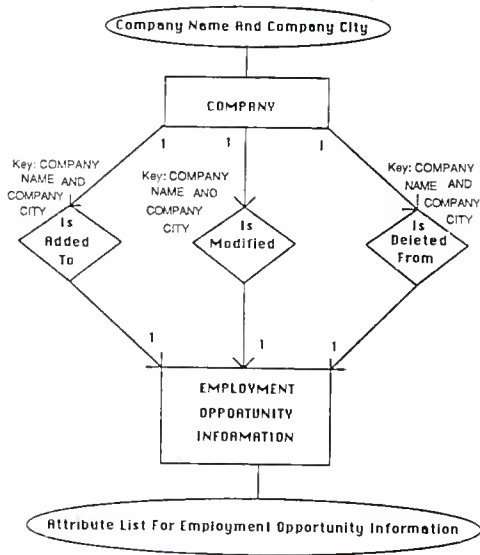 Company Name And Company City
COMPANY
1 1 1
Key: COMPANY
NAME AND
COMPANY
CITY
Is
Added
To
Key: COMPANY
NAME AND
COMPANY
CITY
Is
Modified
Key: COMPANY
NAME AND
COMPANY
CITY
Is
Deleted
From
1 1 1
EMPLOYMENT
OPPORTUNITY
INFORMATION
Attribute List For Employment Opportunity Information